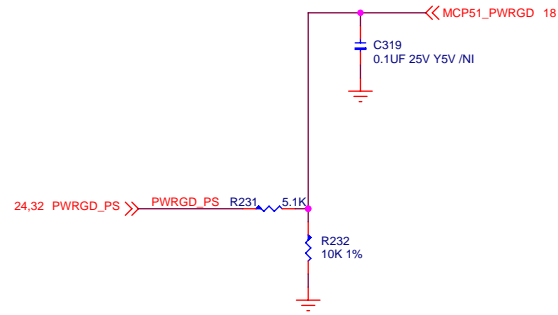 MCP51_PWRGD 18
C319
0.1UF 25V Y5V /NI
24,32 PWRGD_PS PWRGD_PS R231 5.1K
R232
10K 1%